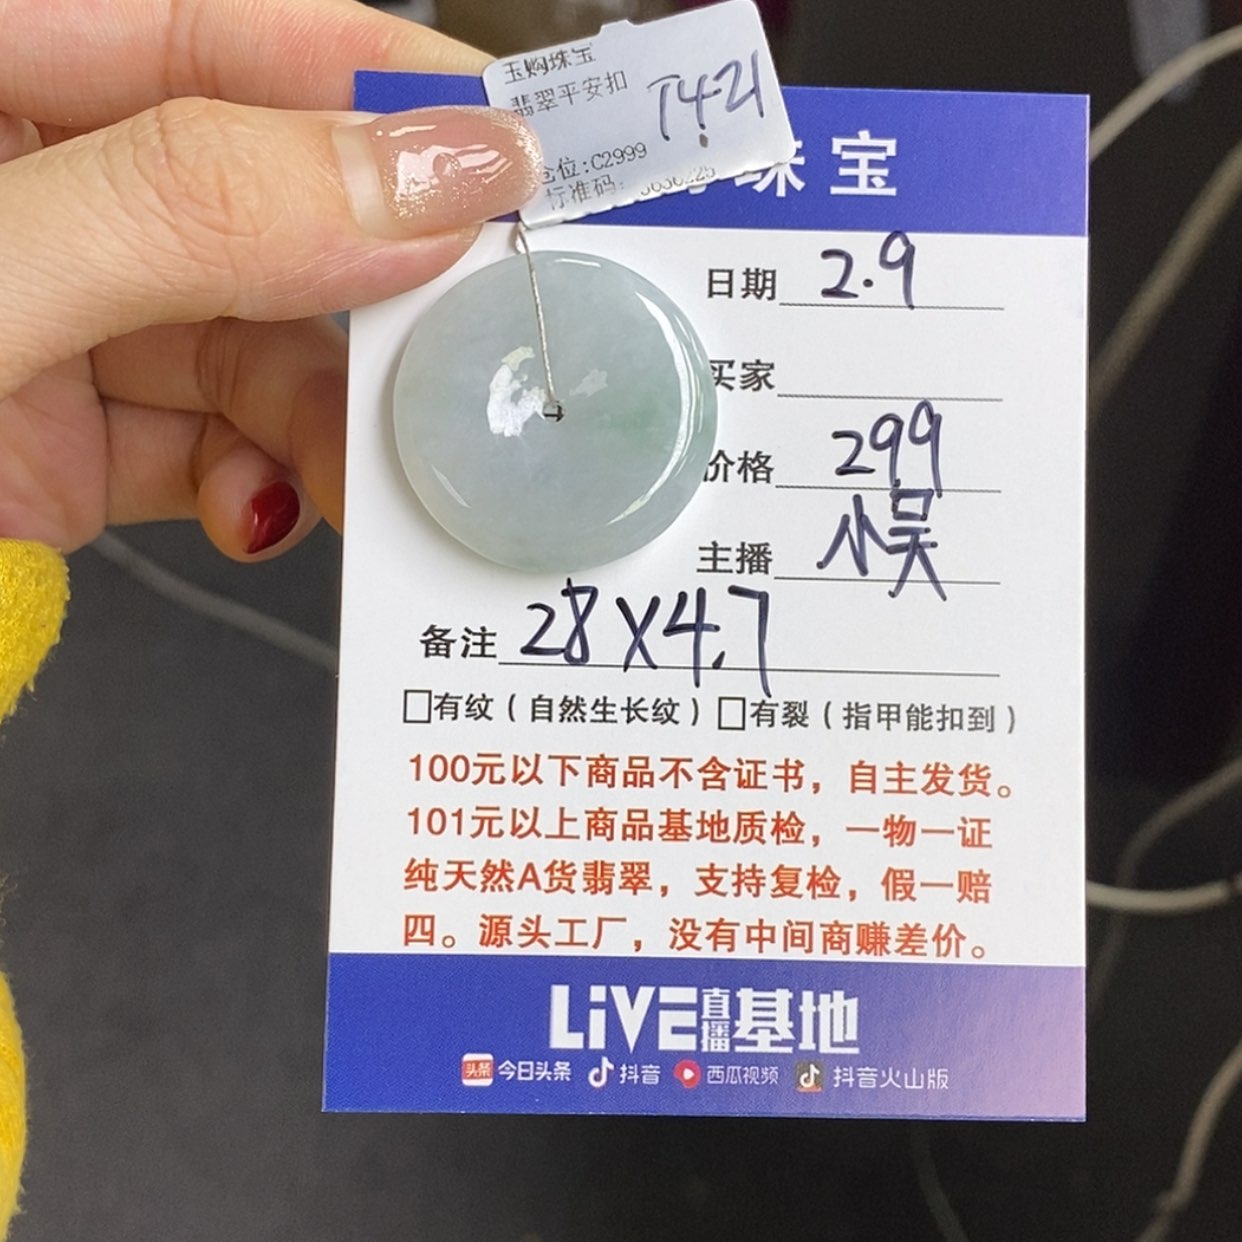 玉购珠宝
翡翠平安扣
T4.21
仓位:C2999
标准码:
珠宝
日期 2.9
买家
价格 299
主播 小吴
备注 28X4.7
□有纹（自然生长纹）□有裂（指甲能扣到）
100元以下商品不含证书，自主发货。
101元以上商品基地质检，一物一证
纯天然A货翡翠，支持复检，假一赔
四。源头工厂，没有中间商赚差价。
LiVE直播基地
头条 今日头条 抖音 西瓜视频 抖音火山版